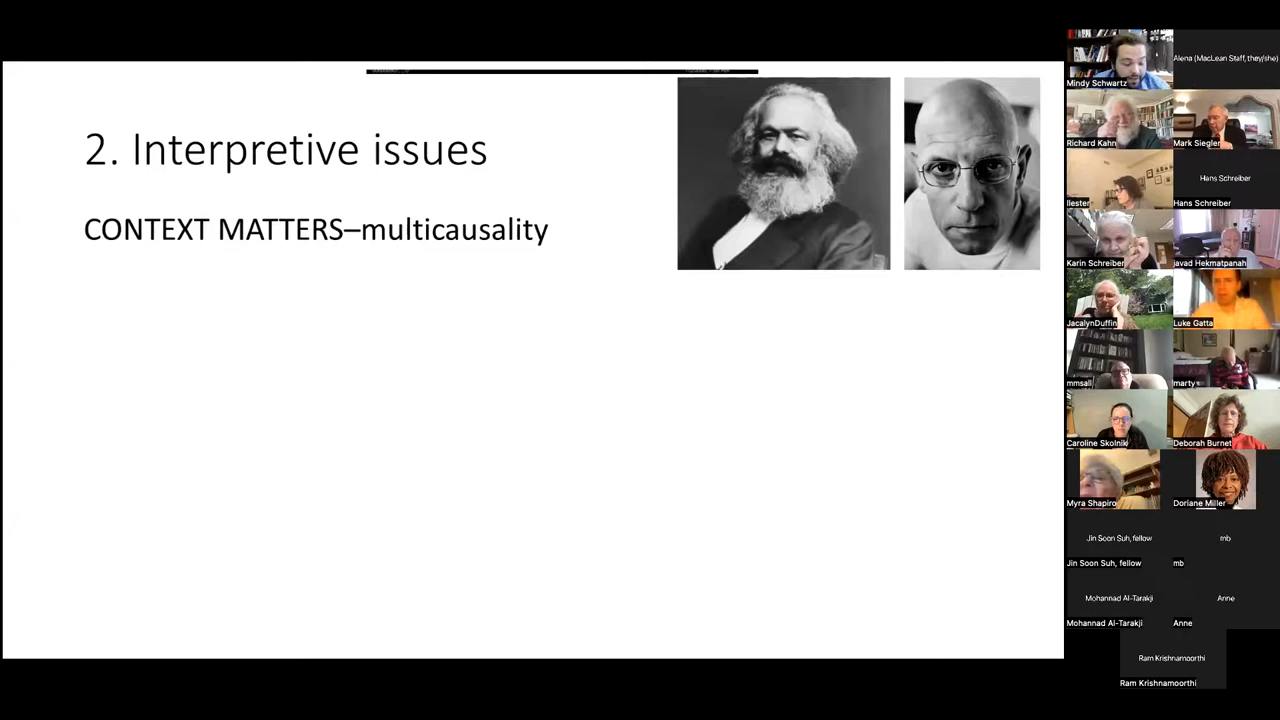 2. Interpretive issues
CONTEXT MATTERS–multicausality
Mindy Schwartz
Alena (MacLean Staff, they/she)
Richard Kahn
Mark Siegler
llester
Hans Schreiber
Hans Schreiber
Karin Schreiber
javad Hekmatpanah
JacalynDuffin
Luke Gatta
mmsall
marty
Caroline Skolnik
Deborah Burnet
Myra Shapiro
Doriane Miller
Jin Soon Suh, fellow
mb
Jin Soon Suh, fellow
mb
Mohannad Al-Tarakji
Anne
Mohannad Al-Tarakji
Anne
Ram Krishnamoorthi
Ram Krishnamoorthi